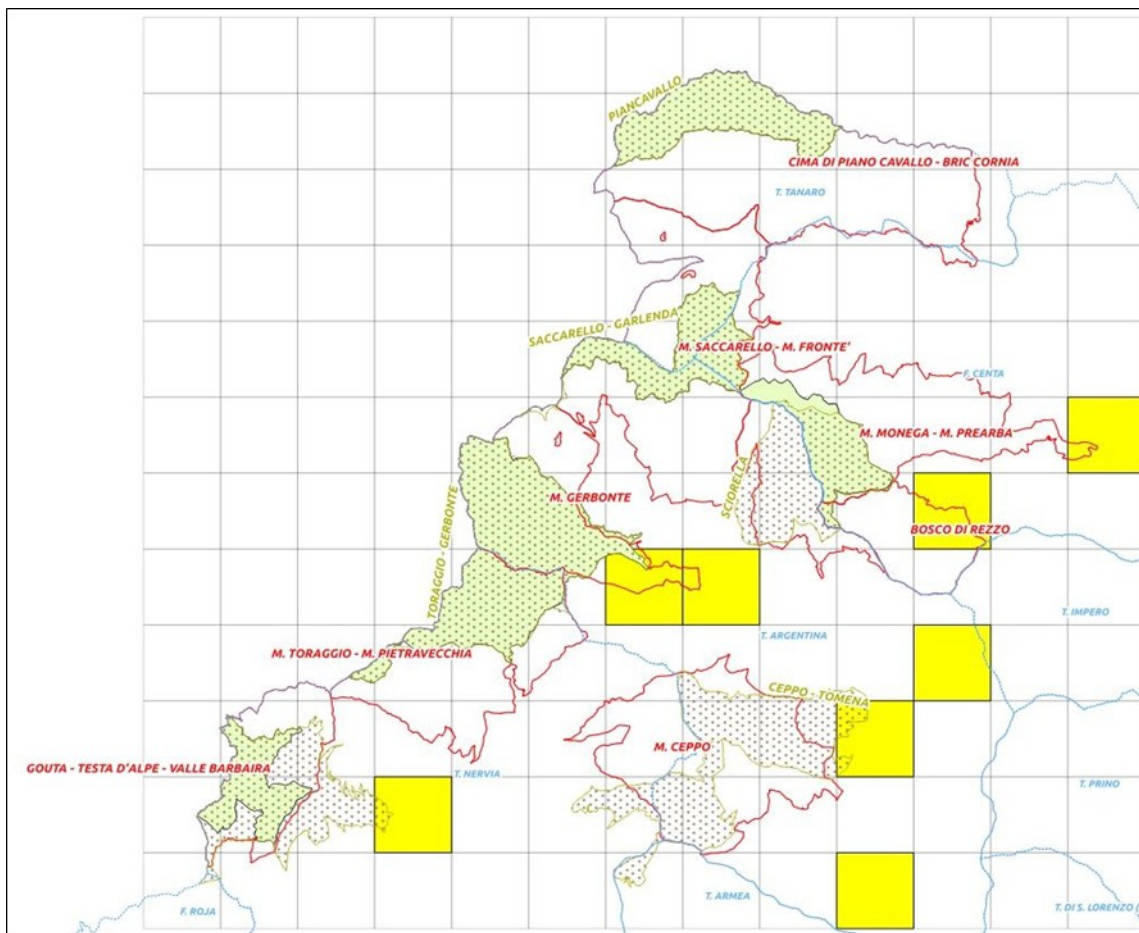 PIANCAVALLO
CIMA DI PIANO CAVALLO - BRIC CORNIA
T. TANARO
SACCARELLO - GARLENDA
M. SACCARELLO - M. FRONTE'
F. CENTA
M. MONEGA - M. PREARBA
SCIORELLA
M. GERBONTE
BOSCO DI REZZO
TORAGGIO - GERBONTE
T. IMPERO
T. ARGENTINA
M. TORAGGIO - M. PIETRAVECCHIA
CEPPO - TOMENA
M. CEPPO
GOUTA - TESTA D'ALPE - VALLE BARBAIRA
T. NERVIA
T. PRINO
T. ARMEA
F. ROJA
T. DI S. LORENZO (